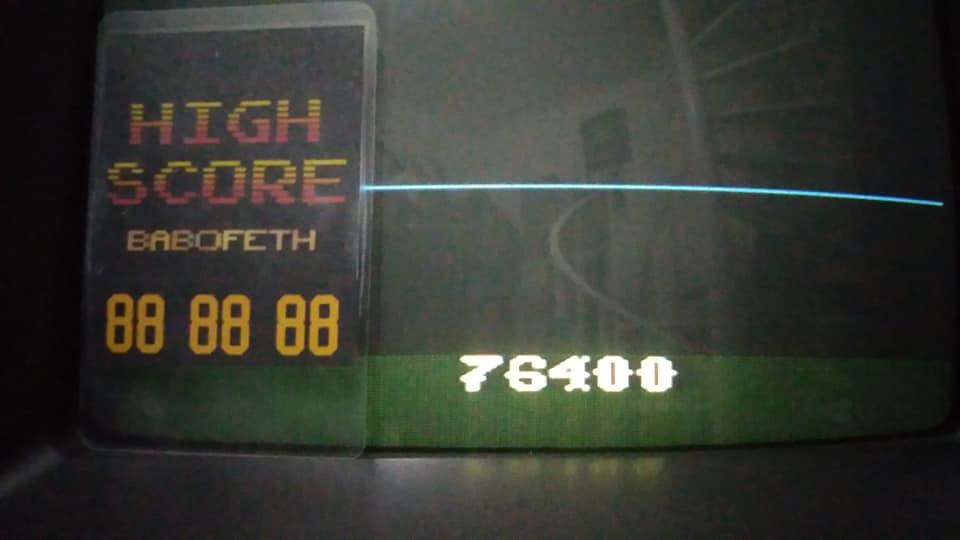 HIGH
SCORE
BABOFETH
88 88 88
76400